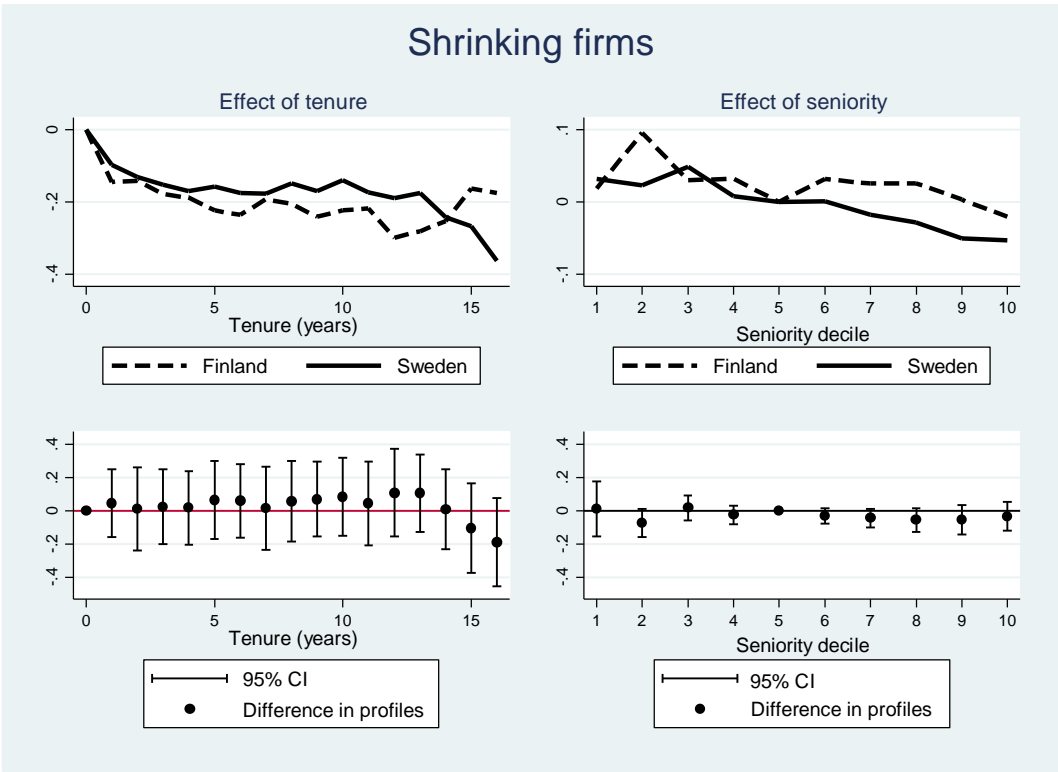 Shrinking firms
Effect of tenure
0
-.2
-.4
0 5 10 15
Tenure (years)
Finland Sweden
Effect of seniority
.1
0
-.1
1 2 3 4 5 6 7 8 9 10
Seniority decile
Finland Sweden
.4
.2
0
-.2
-.4
0 5 10 15
Tenure (years)
95% CI
Difference in profiles
.4
.2
0
-.2
-.4
1 2 3 4 5 6 7 8 9 10
Seniority decile
95% CI
Difference in profiles